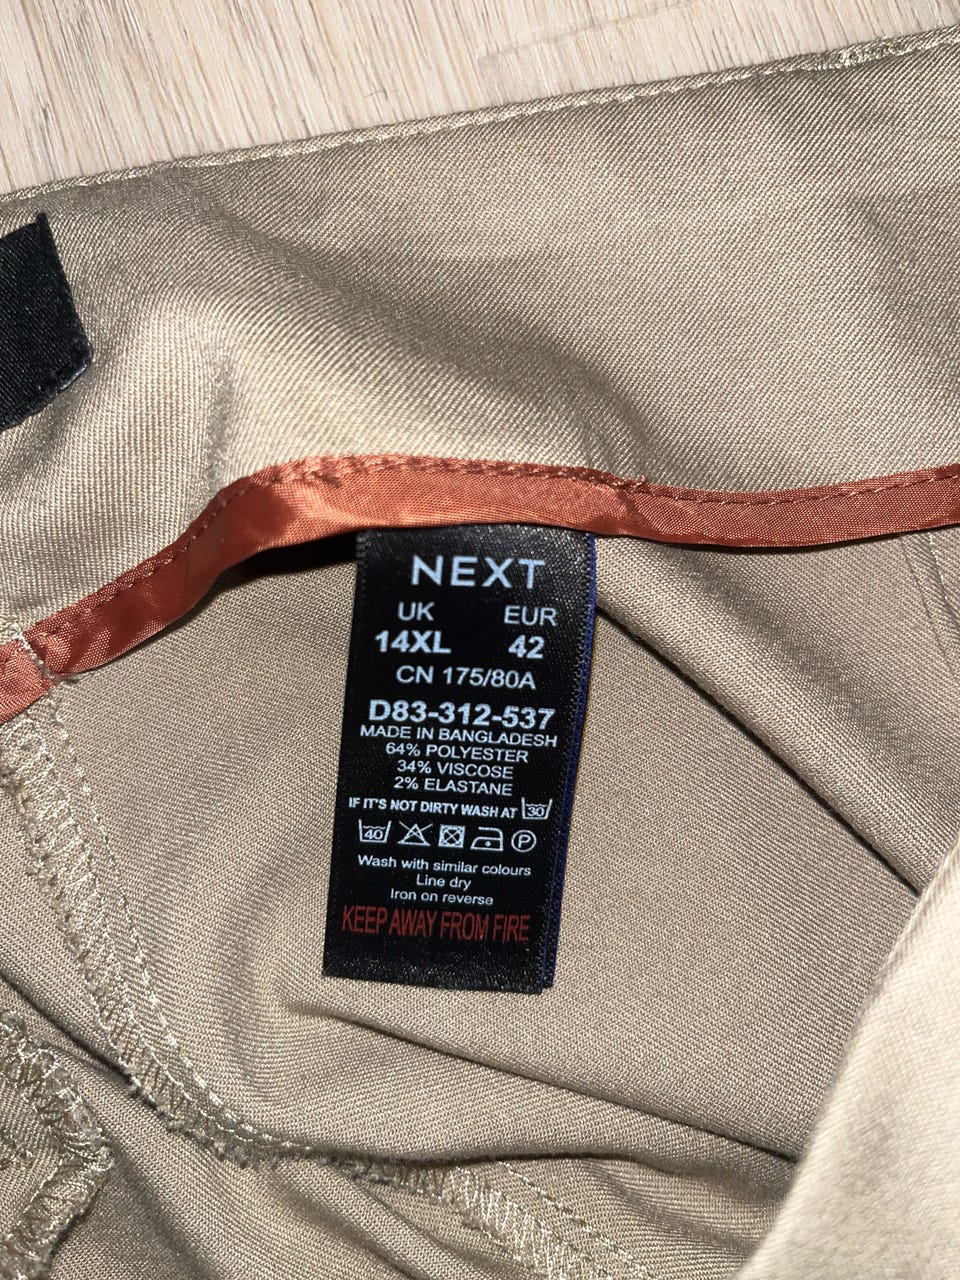 NEXT
UK EUR
14XL 42
CN 175/80A
D83-312-537
MADE IN BANGLADESH
64% POLYESTER
34% VISCOSE
2% ELASTANE
IF IT'S NOT DIRTY WASH AT 30
40 P
Wash with similar colours
Line dry
Iron on reverse
KEEP AWAY FROM FIRE